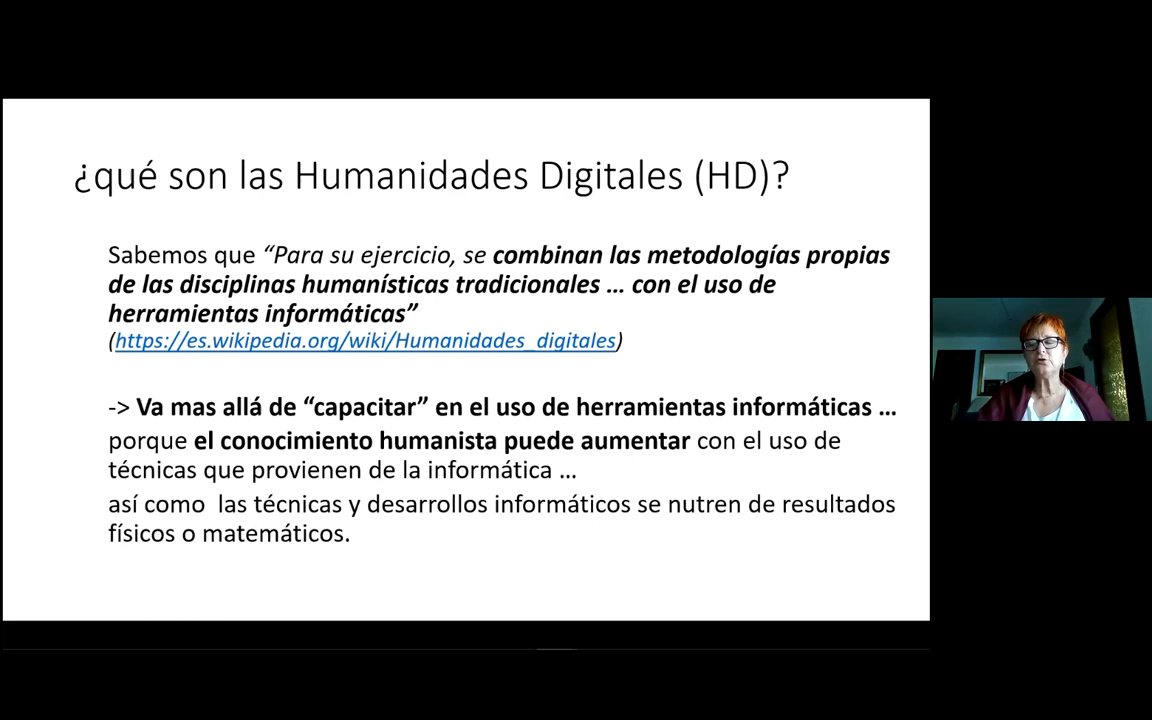 ¿qué son las Humanidades Digitales (HD)?
Sabemos que “Para su ejercicio, se combinan las metodologías propias
de las disciplinas humanísticas tradicionales … con el uso de
herramientas informáticas”
(https://es.wikipedia.org/wiki/Humanidades_digitales)
-> Va mas allá de “capacitar” en el uso de herramientas informáticas …
porque el conocimiento humanista puede aumentar con el uso de
técnicas que provienen de la informática …
así como  las técnicas y desarrollos informáticos se nutren de resultados
físicos o matemáticos.